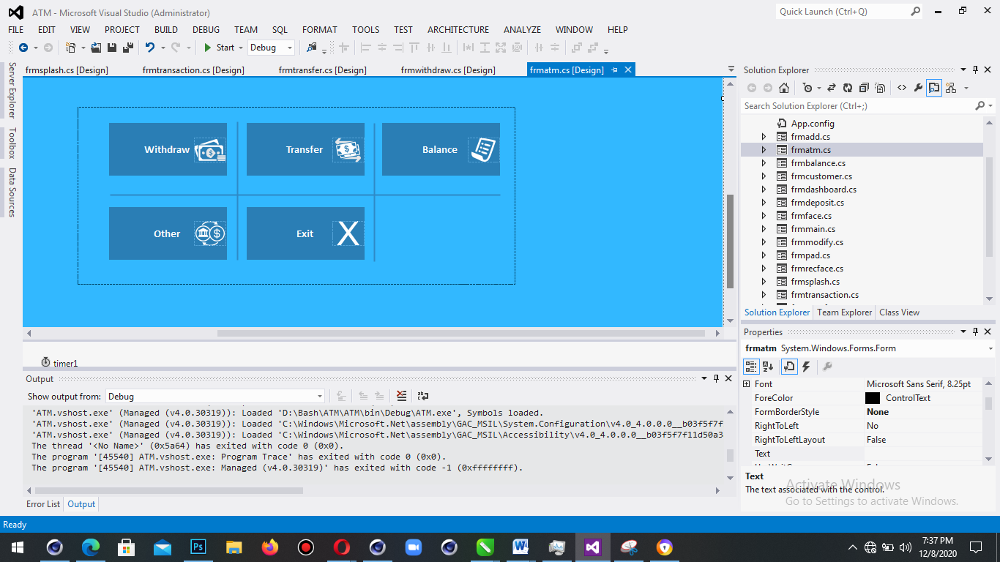 ATM - Microsoft Visual Studio (Administrator)
Quick Launch (Ctrl+Q)
FILE EDIT VIEW PROJECT BUILD DEBUG TEAM SQL FORMAT TOOLS TEST ARCHITECTURE ANALYZE WINDOW HELP
Start Debug
Server Explorer
Toolbox
Data Sources
frmsplash.cs [Design] frmtransaction.cs [Design] frmtransfer.cs [Design] frmwithdraw.cs [Design] frmatm.cs [Design]
Withdraw Transfer Balance
Other Exit X
timer1
Output
Show output from: Debug
'ATM.vshost.exe' (Managed (v4.0.30319)): Loaded 'D:\Bash\ATM\ATM\bin\Debug\ATM.exe', Symbols loaded.
'ATM.vshost.exe' (Managed (v4.0.30319)): Loaded 'C:\Windows\Microsoft.Net\assembly\GAC_MSIL\System.Configuration\v4.0_4.0.0.0__b03f5f7f
'ATM.vshost.exe' (Managed (v4.0.30319)): Loaded 'C:\Windows\Microsoft.Net\assembly\GAC_MSIL\Accessibility\v4.0_4.0.0.0__b03f5f7f11d50a3
The thread '<No Name>' (0x5a64) has exited with code 0 (0x0).
The program '[45540] ATM.vshost.exe: Program Trace' has exited with code 0 (0x0).
The program '[45540] ATM.vshost.exe: Managed (v4.0.30319)' has exited with code -1 (0xffffffff).
Error List Output
Solution Explorer
Search Solution Explorer (Ctrl+;)
App.config
frmadd.cs
frmatm.cs
frmbalance.cs
frmcustomer.cs
frmdashboard.cs
frmdeposit.cs
frmface.cs
frmmain.cs
frmmodify.cs
frmpad.cs
frmrecface.cs
frmsplash.cs
frmtransaction.cs
Solution Explorer Team Explorer Class View
Properties
frmatm System.Windows.Forms.Form
Font Microsoft Sans Serif, 8.25pt
ForeColor ControlText
FormBorderStyle None
RightToLeft No
RightToLeftLayout False
Text
Text
The text associated with the control.
Activate Windows
Go to Settings to activate Windows.
Ready
Ps
7:37 PM
12/8/2020